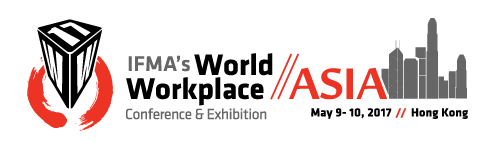 IFMA's World
Workplace
Conference & Exhibition
//ASIA
May 9- 10, 2017 // Hong Kong